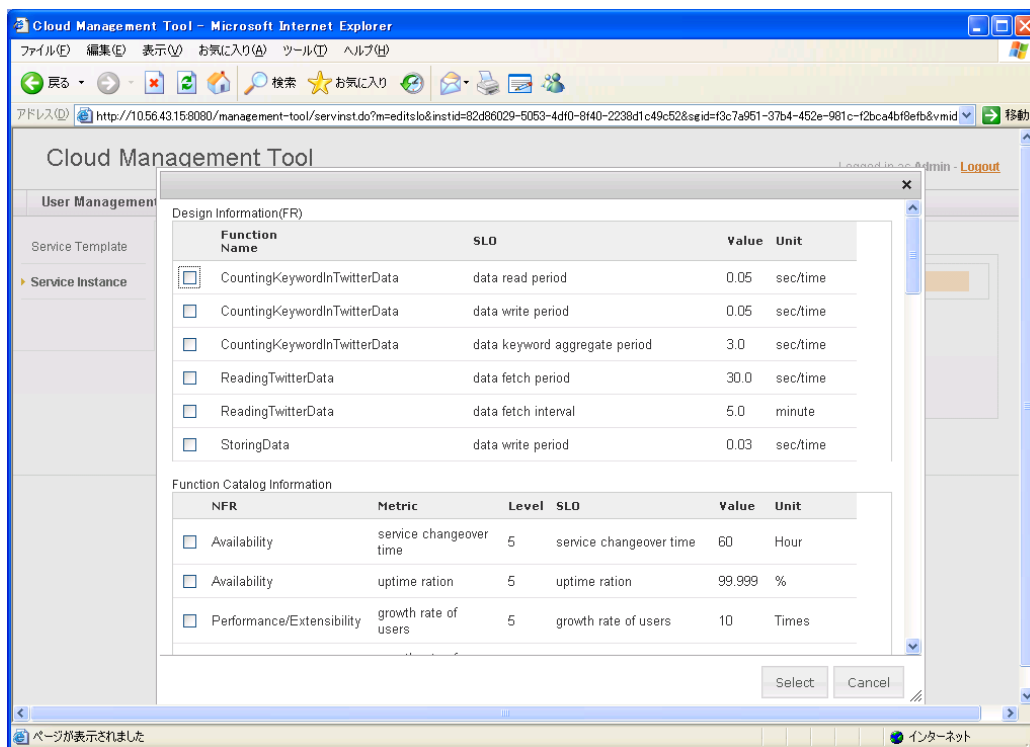 Cloud Management Tool - Microsoft Internet Explorer
ファイル(F) 編集(E) 表示(V) お気に入り(A) ツール(T) ヘルプ(H)
戻る 検索 お気に入り
アドレス(D) http://10.56.43.15:8080/management-tool/servinst.do?m=editslo&instid=82d86029-5053-4df0-8f40-2238d1c49c52&sgid=f3c7a951-37b4-452e-981c-f2bca4bf8efb&vmid 移動
Cloud Management Tool
Logged in as Admin - Logout
×
User Management
Design Information(FR)
Function Name SLO Value Unit
Service Template
CountingKeywordInTwitterData data read period 0.05 sec/time
Service Instance
CountingKeywordInTwitterData data write period 0.05 sec/time
CountingKeywordInTwitterData data keyword aggregate period 3.0 sec/time
ReadingTwitterData data fetch period 30.0 sec/time
ReadingTwitterData data fetch interval 5.0 minute
StoringData data write period 0.03 sec/time
Function Catalog Information
NFR Metric Level SLO Value Unit
Availability service changeover time 5 service changeover time 60 Hour
Availability uptime ration 5 uptime ration 99.999 %
Performance/Extensibility growth rate of users 5 growth rate of users 10 Times
Select Cancel
ページが表示されました インターネット